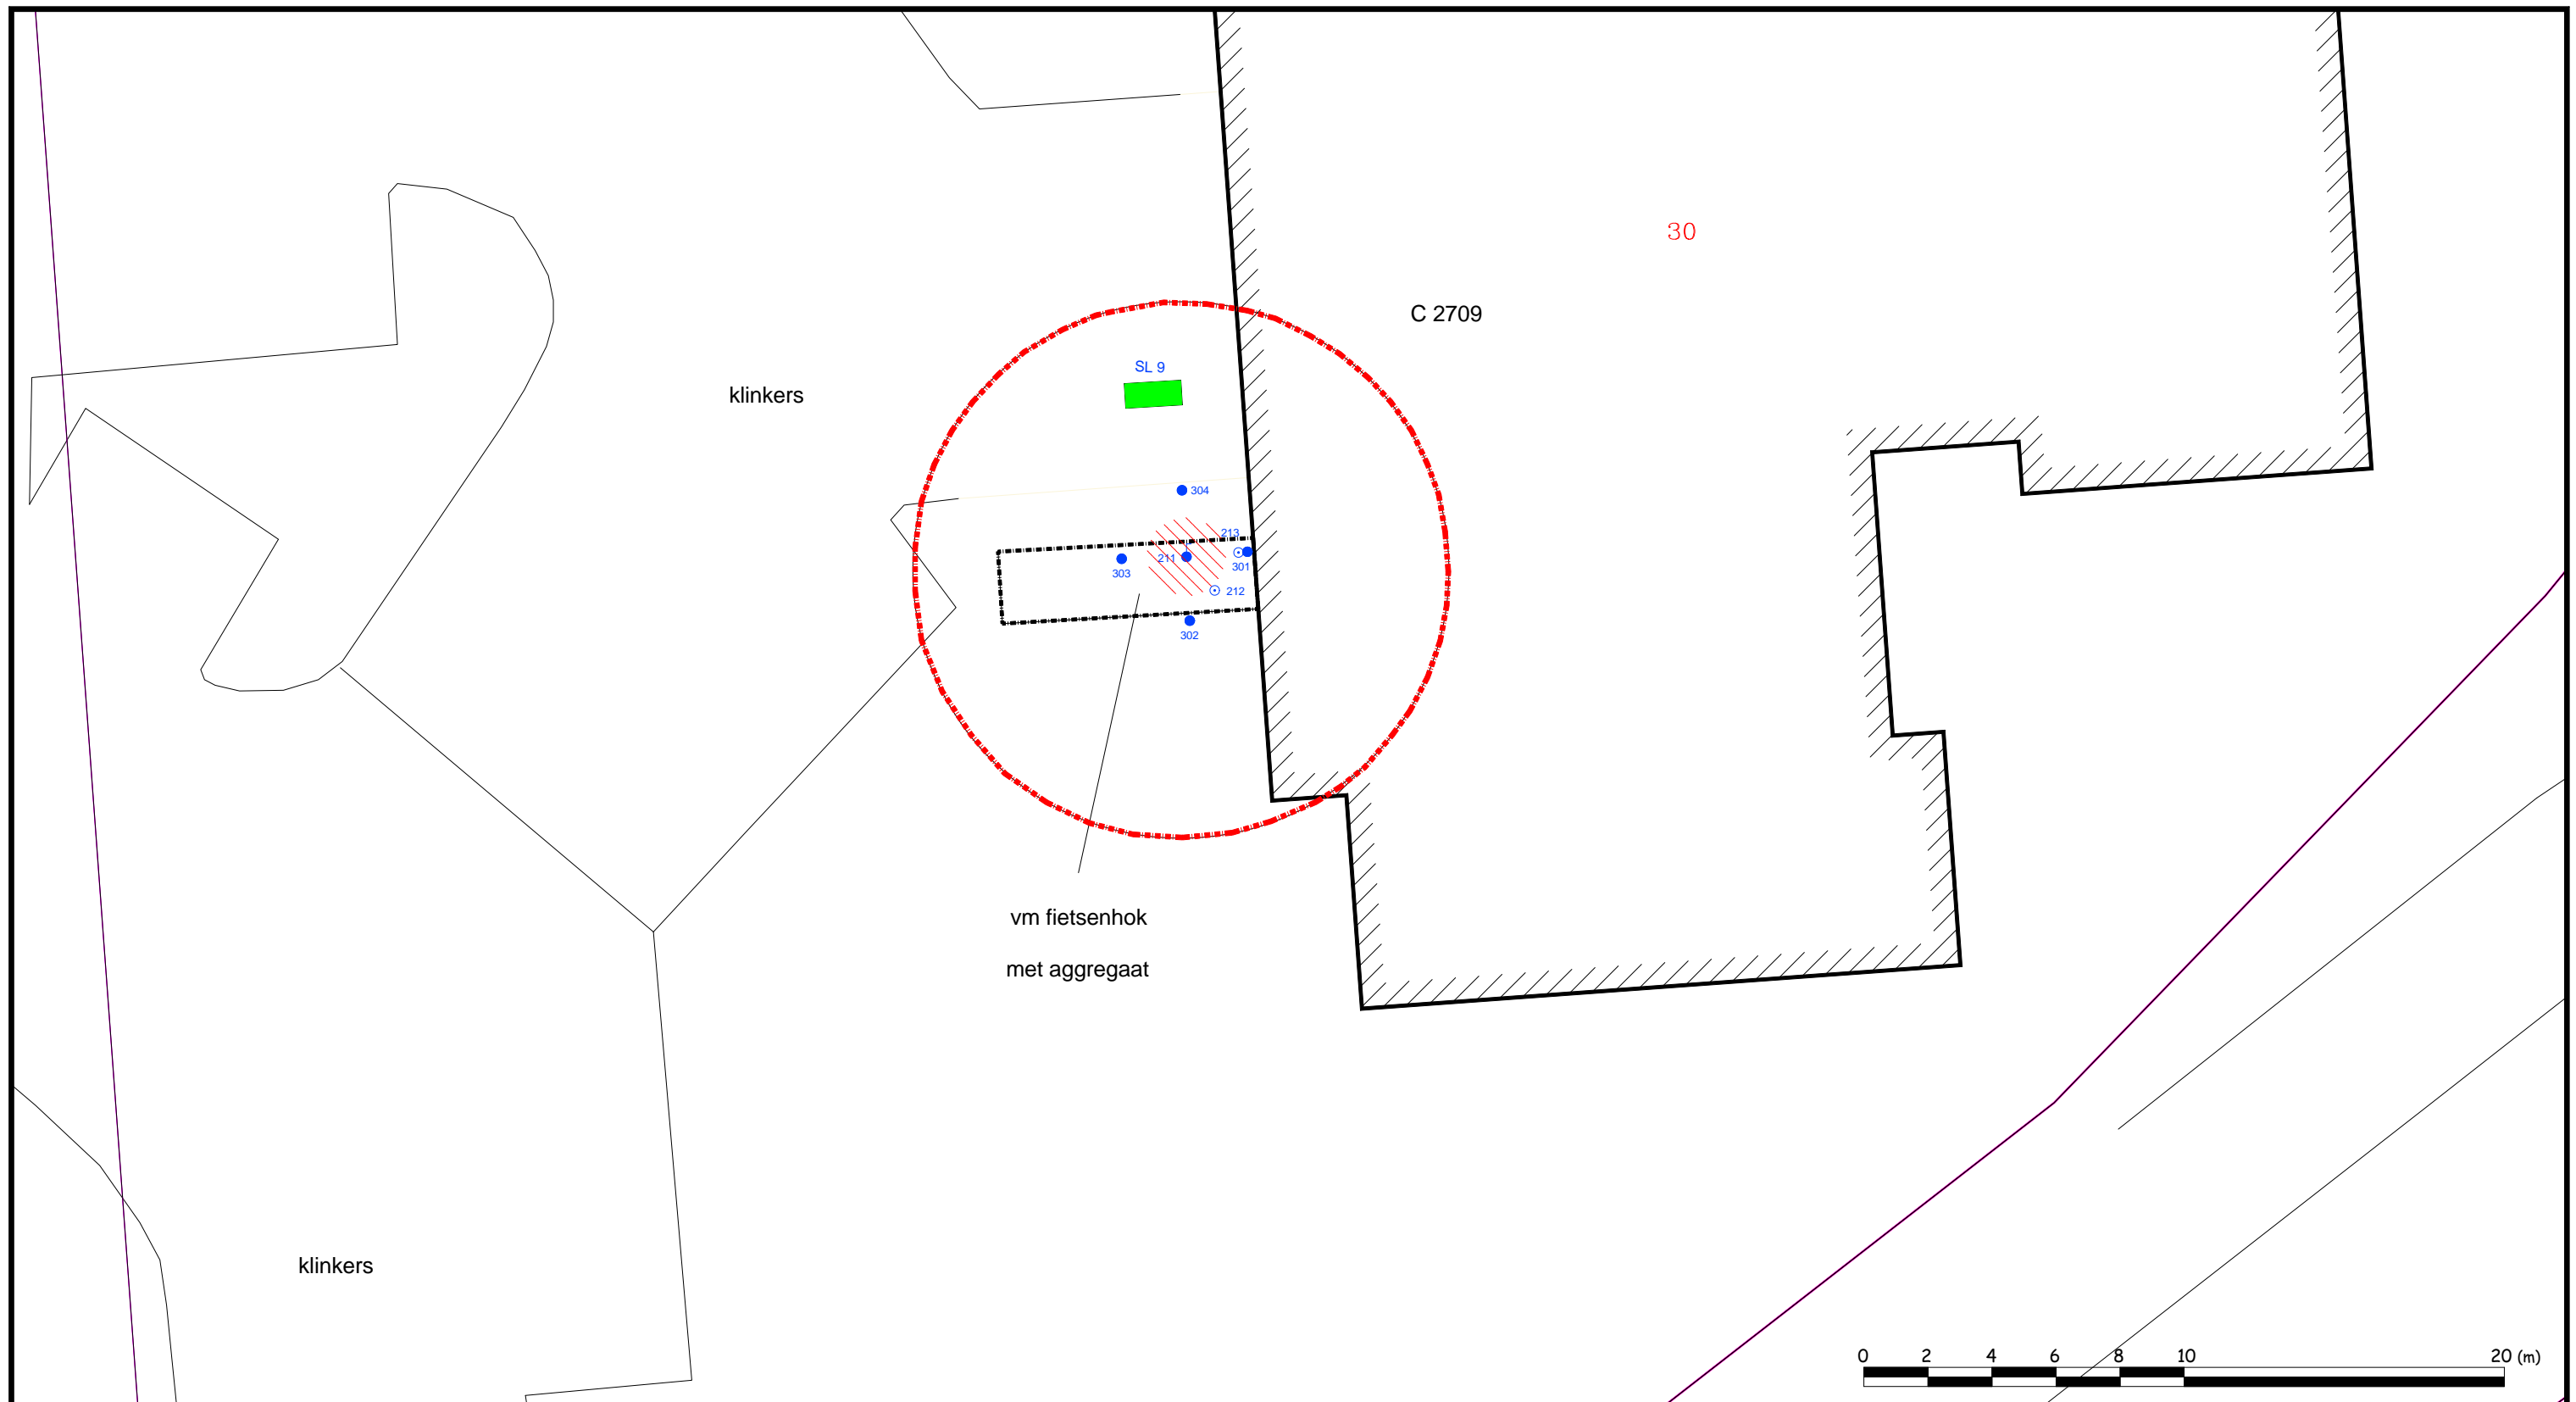 30
C 2709
SL 9
klinkers
304
213
211
301
303
212
302
vm fietsenhok
met aggregaat
klinkers
0 2 4 6 8 10 20 (m)